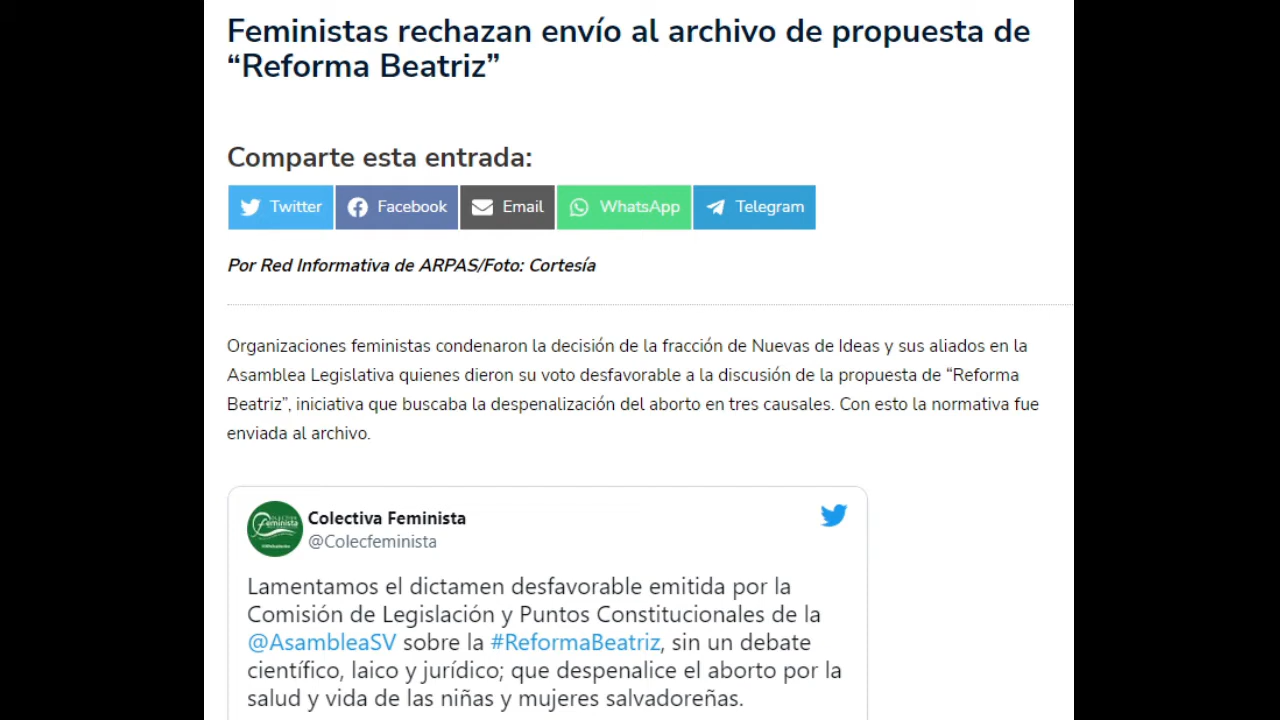 Feministas rechazan envío al archivo de propuesta de
“Reforma Beatriz”
Comparte esta entrada:
Twitter
Facebook
Email
WhatsApp
Telegram
Por Red Informativa de ARPAS/Foto: Cortesía
Organizaciones feministas condenaron la decisión de la fracción de Nuevas de Ideas y sus aliados en la
Asamblea Legislativa quienes dieron su voto desfavorable a la discusión de la propuesta de “Reforma
Beatriz”, iniciativa que buscaba la despenalización del aborto en tres causales. Con esto la normativa fue
enviada al archivo.
Feminista
Colectiva Feminista
@Colecfeminista
Lamentamos el dictamen desfavorable emitida por la
Comisión de Legislación y Puntos Constitucionales de la
@AsambleaSV sobre la #ReformaBeatriz, sin un debate
científico, laico y jurídico; que despenalice el aborto por la
salud y vida de las niñas y mujeres salvadoreñas.